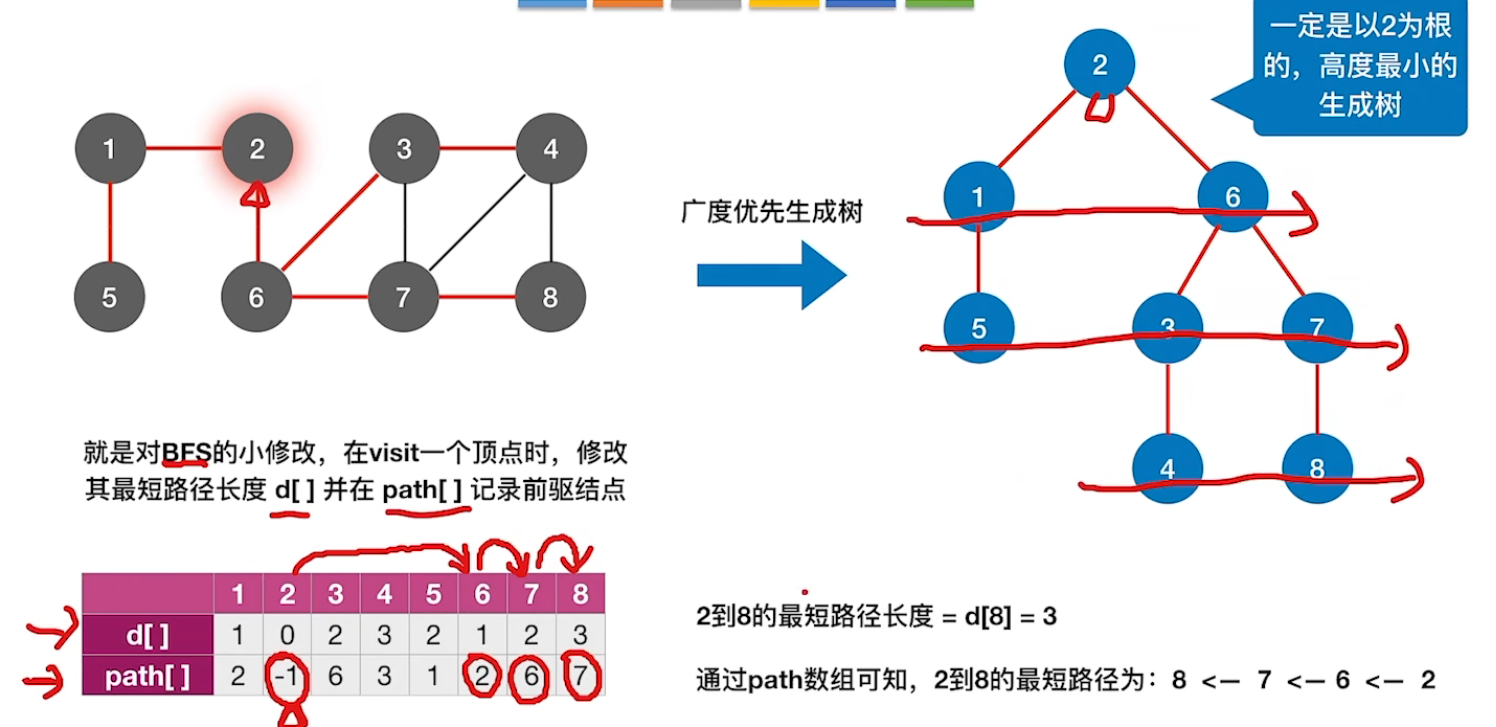 一定是以2为根
的，高度最小的
生成树
1 2 3 4
5 6 7 8
广度优先生成树
2
1 6
5 3 7
4 8
就是对BFS的小修改，在visit一个顶点时，修改
其最短路径长度 d[ ] 并在 path[ ] 记录前驱结点
1 2 3 4 5 6 7 8
d[ ] 1 0 2 3 2 1 2 3
path[ ] 2 -1 6 3 1 2 6 7
2到8的最短路径长度 = d[8] = 3
通过path数组可知，2到8的最短路径为：8 <— 7 <— 6 <— 2